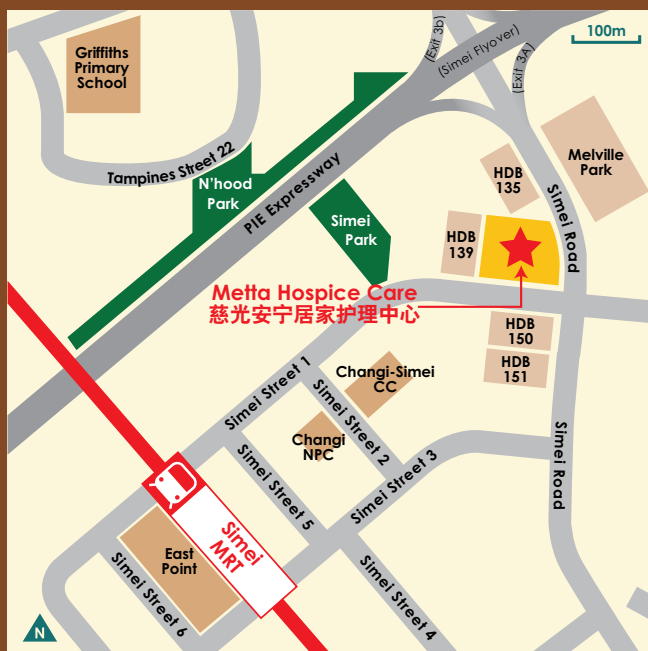 100m
(Exit 3b)
(Simei Flyover)
(Exit 3A)
Griffiths
Primary
School
Tampines Street 22
N'hood
Park
PIE Expressway
Simei
Park
HDB
135
Melville
Park
Simei Road
HDB
139
Metta Hospice Care
慈光安宁居家护理中心
HDB
150
HDB
151
Simei Street 1
Changi-Simei
CC
Simei Street 2
Changi
NPC
Simei Street 3
Simei Road
Simei Street 5
Simei
MRT
East
Point
Simei Street 6
Simei Street 4
N